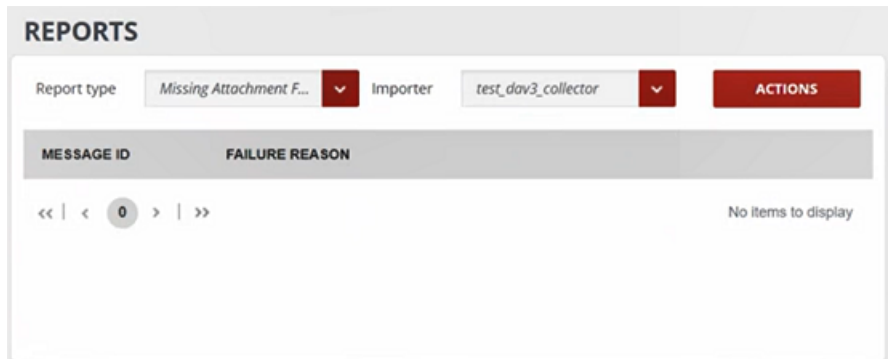 REPORTS
Report type Missing Attachment F... Importer test_dav3_collector ACTIONS
MESSAGE ID FAILURE REASON
<< | < 0 > | >> No items to display